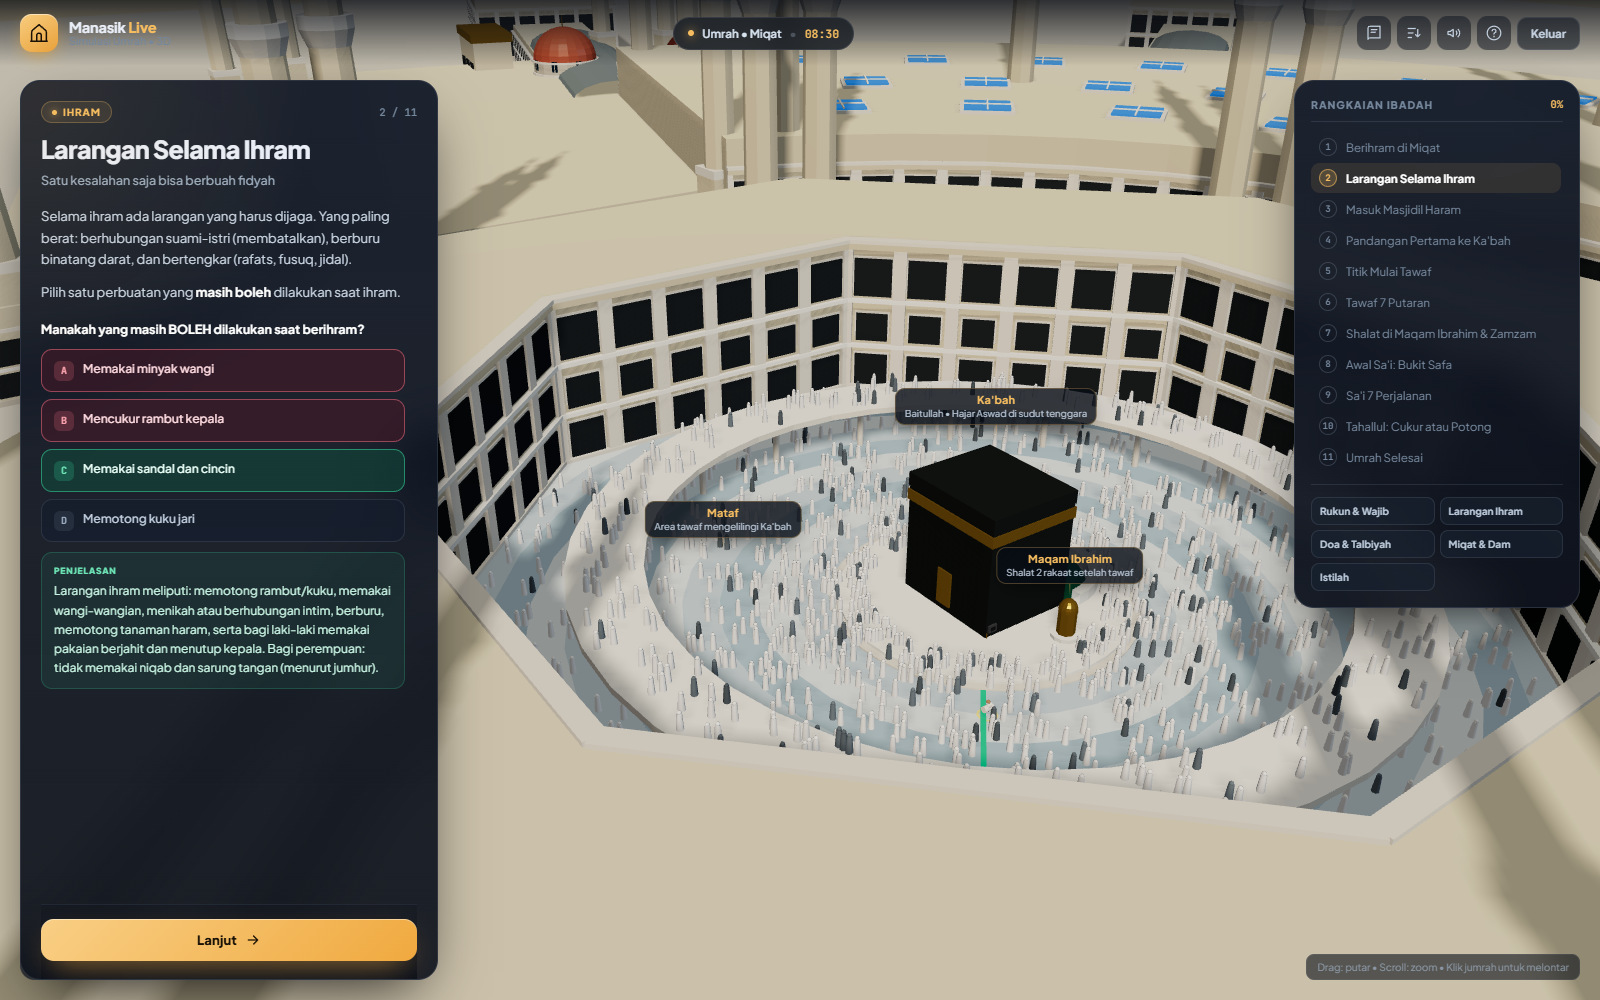 Manasik Live
Umrah • Miqat • 08:30
Keluar
IHRAM
2 / 11
Larangan Selama Ihram
Satu kesalahan saja bisa berbuah fidyah
Selama ihram ada larangan yang harus dijaga. Yang paling
berat: berhubungan suami-istri (membatalkan), berburu
binatang darat, dan bertengkar (rafats, fusuq, jidal).
Pilih satu perbuatan yang masih boleh dilakukan saat ihram.
Manakah yang masih BOLEH dilakukan saat berihram?
A Memakai minyak wangi
B Mencukur rambut kepala
C Memakai sandal dan cincin
D Memotong kuku jari
PENJELASAN
Larangan ihram meliputi: memotong rambut/kuku, memakai
wangi-wangian, menikah atau berhubungan intim, berburu,
memotong tanaman haram, serta bagi laki-laki memakai
pakaian berjahit dan menutup kepala. Bagi perempuan:
tidak memakai niqab dan sarung tangan (menurut jumhur).
Lanjut →
Ka'bah
Baitullah • Hajar Aswad di sudut tenggara
Mataf
Area tawaf mengelilingi Ka'bah
Maqam Ibrahim
Shalat 2 rakaat setelah tawaf
RANGKAIAN IBADAH
0%
1 Berihram di Miqat
2 Larangan Selama Ihram
3 Masuk Masjidil Haram
4 Pandangan Pertama ke Ka'bah
5 Titik Mulai Tawaf
6 Tawaf 7 Putaran
7 Shalat di Maqam Ibrahim & Zamzam
8 Awal Sa'i: Bukit Safa
9 Sa'i 7 Perjalanan
10 Tahallul: Cukur atau Potong
11 Umrah Selesai
Rukun & Wajib
Larangan Ihram
Doa & Talbiyah
Miqat & Dam
Istilah
Drag: putar • Scroll: zoom • Klik jumrah untuk melontar